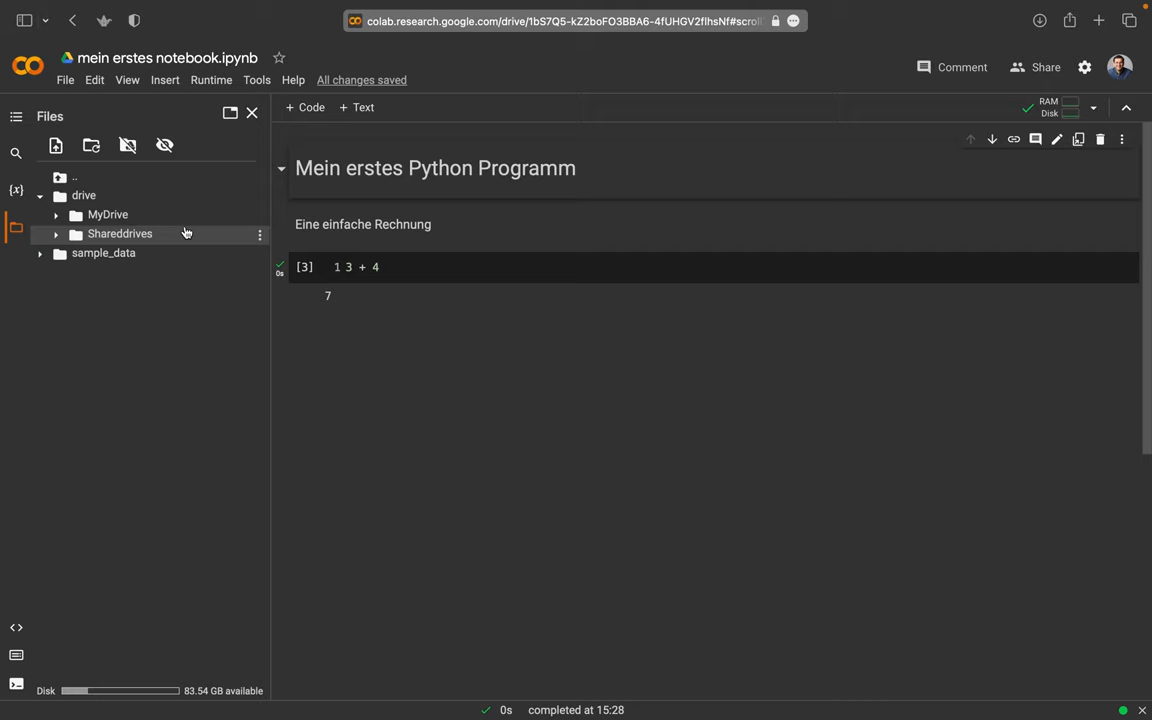 colab.research.google.com/drive/1bS7Q5-kZ2boFO3BBA6-4fUHGV2flhsNf#scroll
mein erstes notebook.ipynb
File Edit View Insert Runtime Tools Help All changes saved
Comment Share
Files
+ Code + Text
RAM
Disk
..
drive
MyDrive
Shareddrives
sample_data
{x}
Mein erstes Python Programm
Eine einfache Rechnung
[3] 1 3 + 4
0s
7
Disk 83.54 GB available
0s completed at 15:28